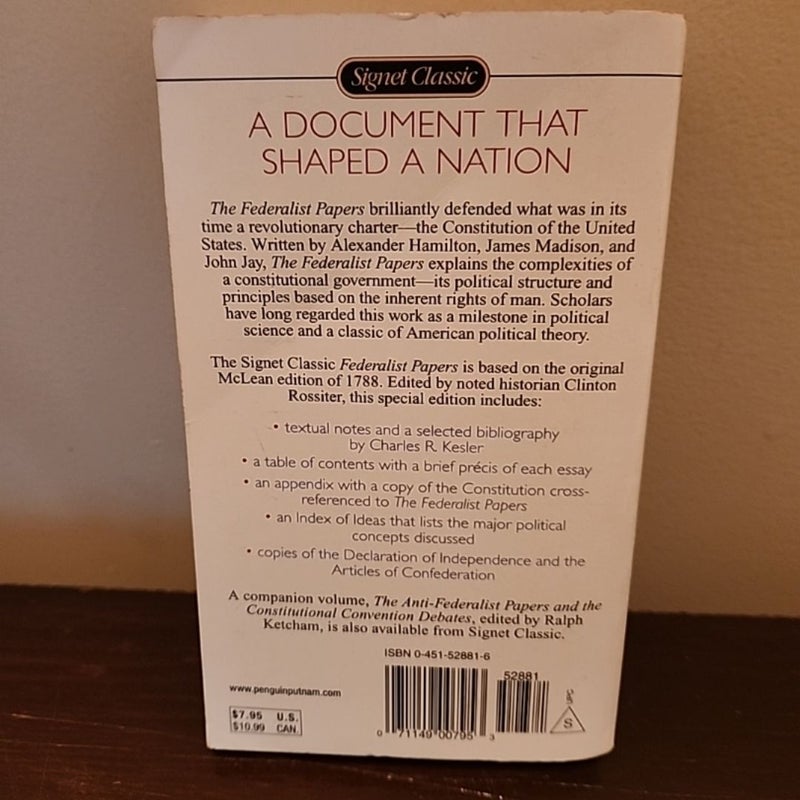 Signet Classic
A DOCUMENT THAT
SHAPED A NATION
The Federalist Papers brilliantly defended what was in its
time a revolutionary charter—the Constitution of the United
States. Written by Alexander Hamilton, James Madison, and
John Jay, The Federalist Papers explains the complexities of
a constitutional government—its political structure and
principles based on the inherent rights of man. Scholars
have long regarded this work as a milestone in political
science and a classic of American political theory.
The Signet Classic Federalist Papers is based on the original
McLean edition of 1788. Edited by noted historian Clinton
Rossiter, this special edition includes:
• textual notes and a selected bibliography
by Charles R. Kesler
• a table of contents with a brief précis of each essay
• an appendix with a copy of the Constitution cross-
referenced to The Federalist Papers
• an Index of Ideas that lists the major political
concepts discussed
• copies of the Declaration of Independence and the
Articles of Confederation
A companion volume, The Anti-Federalist Papers and the
Constitutional Convention Debates, edited by Ralph
Ketcham, is also available from Signet Classic.
ISBN 0-451-52881-6
52881
www.penguinputnam.com
$7.95 U.S.
$10.99 CAN.
0 71149 00795 3
UPC
S